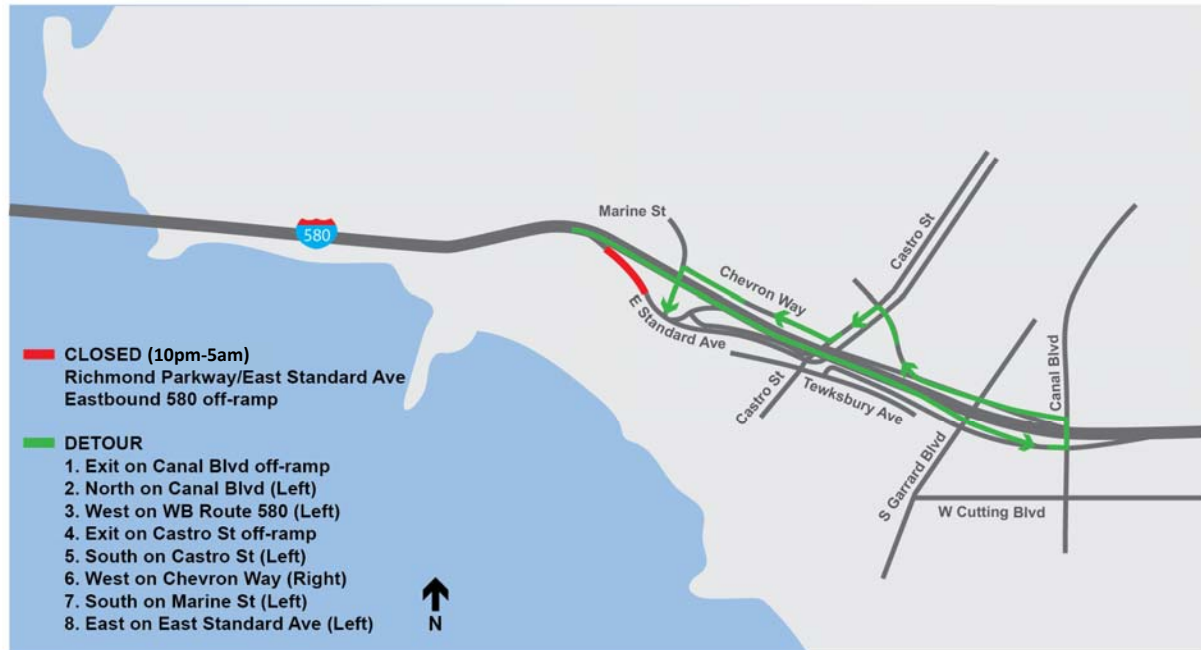 Marine St
580
Chevron Way
Castro St
E Standard Ave
Canal Blvd
Castro St
Tewksbury Ave
S Garrard Blvd
W Cutting Blvd
CLOSED (10pm-5am)
Richmond Parkway/East Standard Ave
Eastbound 580 off-ramp
DETOUR
1. Exit on Canal Blvd off-ramp
2. North on Canal Blvd (Left)
3. West on WB Route 580 (Left)
4. Exit on Castro St off-ramp
5. South on Castro St (Left)
6. West on Chevron Way (Right)
7. South on Marine St (Left)
8. East on East Standard Ave (Left)
N